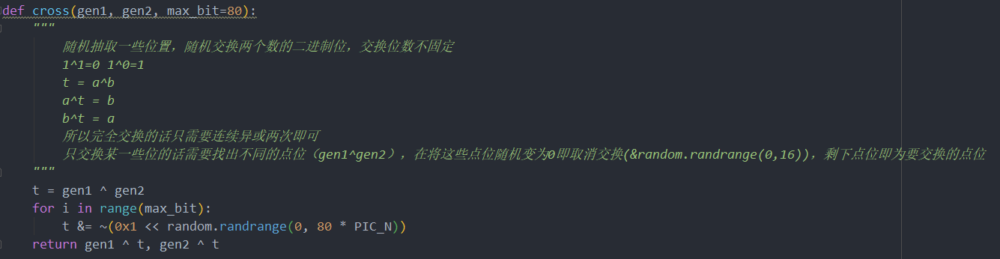 def cross(gen1, gen2, max_bit=80):
"""
随机抽取一些位置，随机交换两个数的二进制位，交换位数不固定
1^1=0 1^0=1
t = a^b
a^t = b
b^t = a
所以完全交换的话只需要连续异或两次即可
只交换某一些位的话需要找出不同的点位（gen1^gen2），在将这些点位随机变为0即取消交换(&random.randrange(0,16))，剩下点位即为要交换的点位
"""
t = gen1 ^ gen2
for i in range(max_bit):
t &= ~(0x1 << random.randrange(0, 80 * PIC_N))
return gen1 ^ t, gen2 ^ t